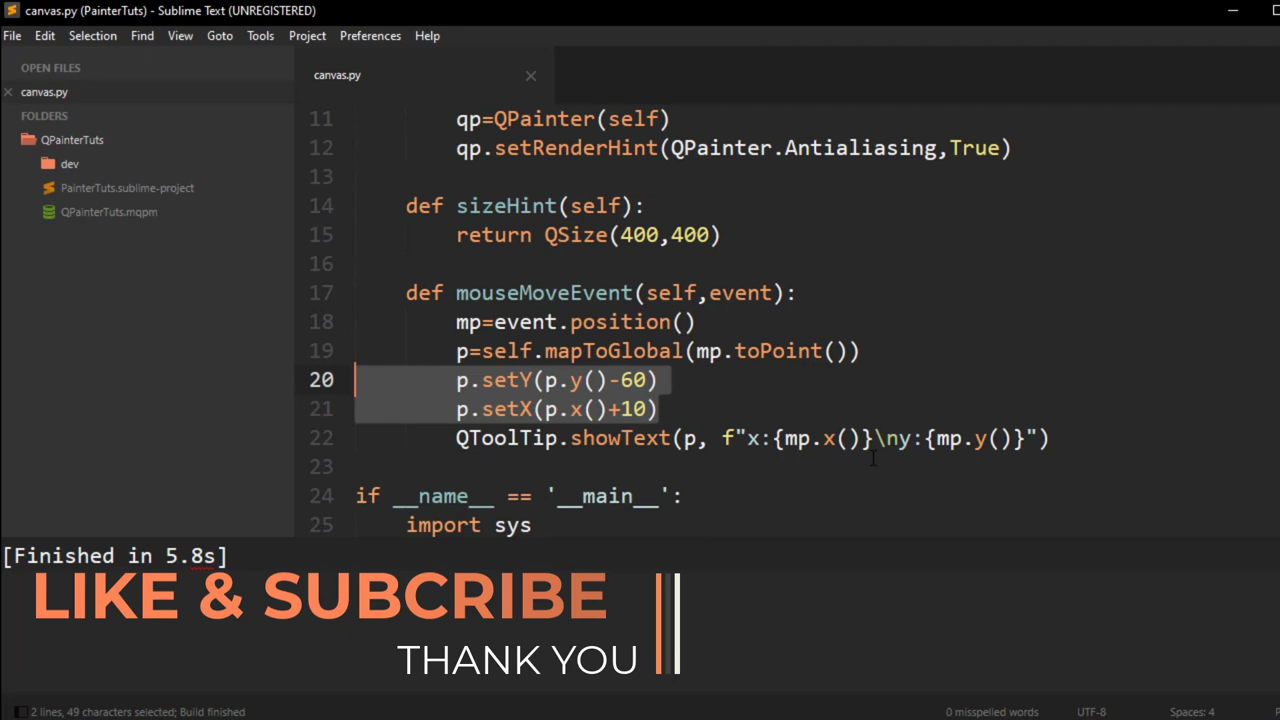 canvas.py (PainterTuts) - Sublime Text (UNREGISTERED)
File Edit Selection Find View Goto Tools Project Preferences Help
OPEN FILES
canvas.py
FOLDERS
QPainterTuts
dev
PainterTuts.sublime-project
QPainterTuts.mqpm
canvas.py
11 qp=QPainter(self)
12 qp.setRenderHint(QPainter.Antialiasing,True)
13
14 def sizeHint(self):
15 return QSize(400,400)
16
17 def mouseMoveEvent(self,event):
18 mp=event.position()
19 p=self.mapToGlobal(mp.toPoint())
20 p.setY(p.y()-60)
21 p.setX(p.x()+10)
22 QToolTip.showText(p, f"x:{mp.x()}\ny:{mp.y()}")
23
24 if __name__ == '__main__':
25 import sys
[Finished in 5.8s]
LIKE & SUBCRIBE
THANK YOU
2 lines, 49 characters selected; Build finished 0 misspelled words UTF-8 Spaces: 4